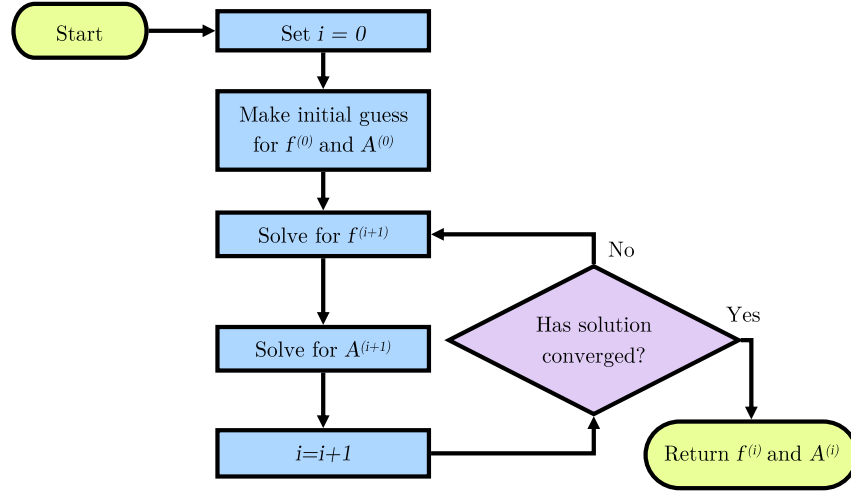 Start
Set i = 0
Make initial guess
for f⁽⁰⁾ and A⁽⁰⁾
Solve for f⁽ⁱ⁺¹⁾
No
Yes
Has solution
converged?
Solve for A⁽ⁱ⁺¹⁾
i=i+1
Return f⁽ⁱ⁾ and A⁽ⁱ⁾